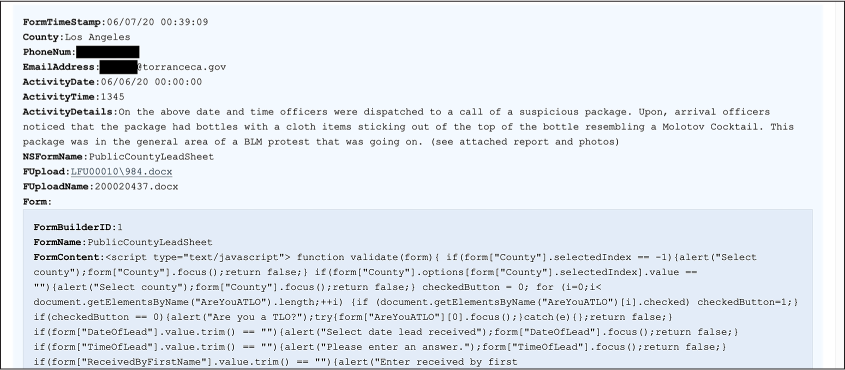 FormTimeStamp:06/07/20 00:39:09
County:Los Angeles
PhoneNum:
EmailAddress: @torranceca.gov
ActivityDate:06/06/20 00:00:00
ActivityTime:1345
ActivityDetails:On the above date and time officers were dispatched to a call of a suspicious package. Upon, arrival officers
noticed that the package had bottles with a cloth items sticking out of the top of the bottle resembling a Molotov Cocktail. This
package was in the general area of a BLM protest that was going on. (see attached report and photos)
NSFormName:PublicCountyLeadSheet
FUpload:LFU00010\984.docx
FUploadName:200020437.docx
Form:
FormBuilderID:1
FormName:PublicCountyLeadSheet
FormContent:<script type="text/javascript"> function validate(form){ if(form["County"].selectedIndex == -1){alert("Select
county");form["County"].focus();return false;} if(form["County"].options[form["County"].selectedIndex].value ==
""){alert("Select county");form["County"].focus();return false;} checkedButton = 0; for (i=0;i<
document.getElementsByName("AreYouATLO").length;++i) {if (document.getElementsByName("AreYouATLO")[i].checked) checkedButton=1;}
if(checkedButton == 0){alert("Are you a TLO?");try{form["AreYouATLO"][0].focus();}catch(e){};return false;}
if(form["DateOfLead"].value.trim() == ""){alert("Select date lead received");form["DateOfLead"].focus();return false;}
if(form["TimeOfLead"].value.trim() == ""){alert("Please enter an answer.");form["TimeOfLead"].focus();return false;}
if(form["ReceivedByFirstName"].value.trim() == ""){alert("Enter received by first